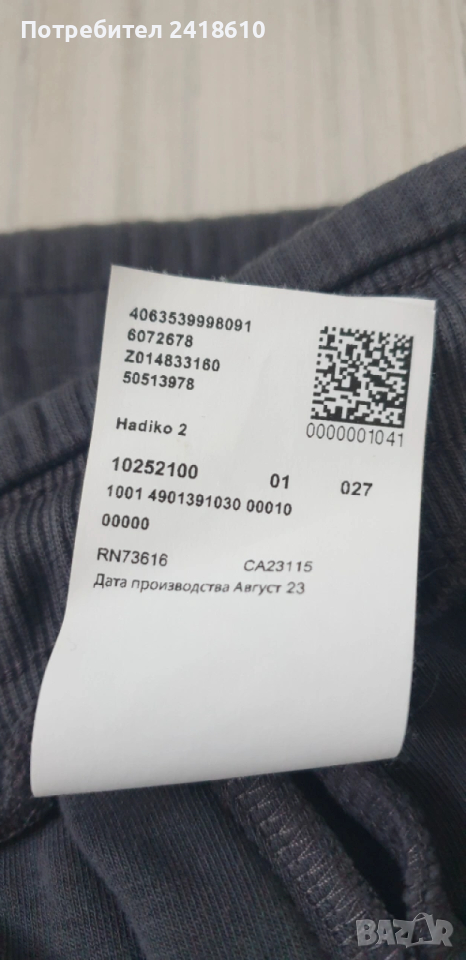 Потребител 2418610
4063539998091
6072678
Z014833160
50513978
0000001041
Hadiko 2
10252100 01 027
1001 4901391030 00010
00000
RN73616 CA23115
Дата производства Август 23
BAZAR